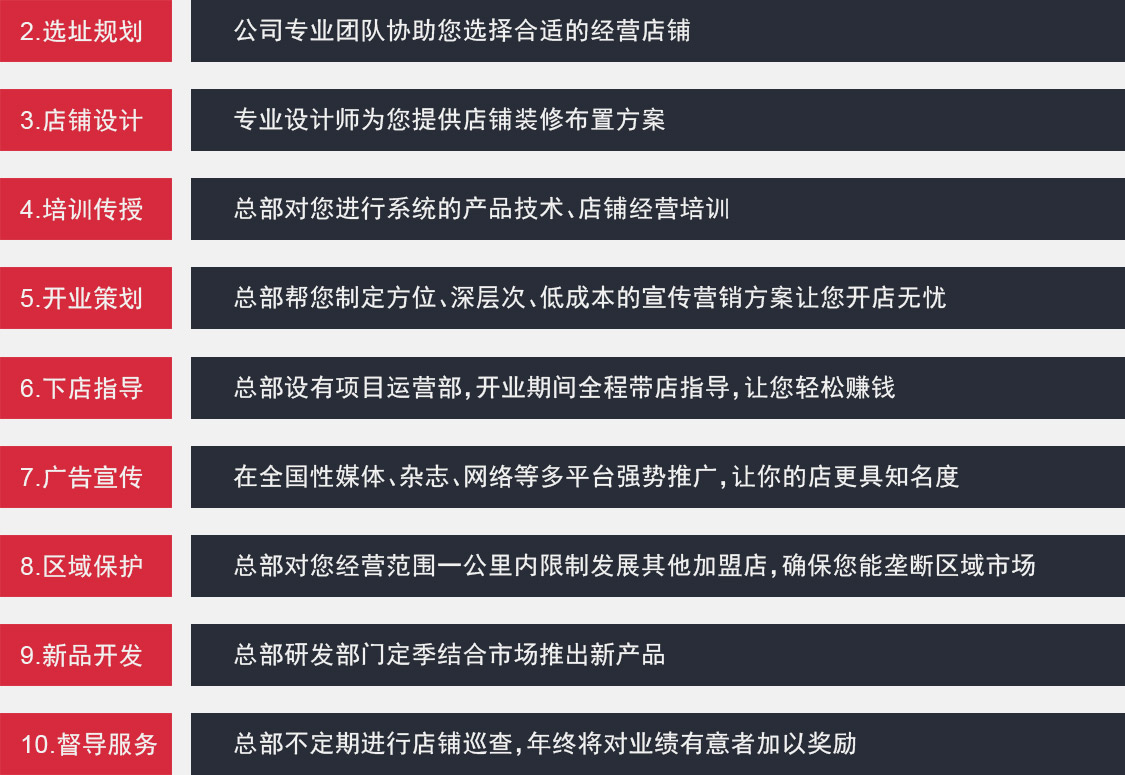 2.选址规划 公司专业团队协助您选择合适的经营店铺
3.店铺设计 专业设计师为您提供店铺装修布置方案
4.培训传授 总部对您进行系统的产品技术、店铺经营培训
5.开业策划 总部帮您制定方位、深层次、低成本的宣传营销方案让您开店无忧
6.下店指导 总部设有项目运营部,开业期间全程带店指导,让您轻松赚钱
7.广告宣传 在全国性媒体、杂志、网络等多平台强势推广,让你的店更具知名度
8.区域保护 总部对您经营范围一公里内限制发展其他加盟店,确保您能垄断区域市场
9.新品开发 总部研发部门定季结合市场推出新产品
10.督导服务 总部不定期进行店铺巡查,年终将对业绩有意者加以奖励